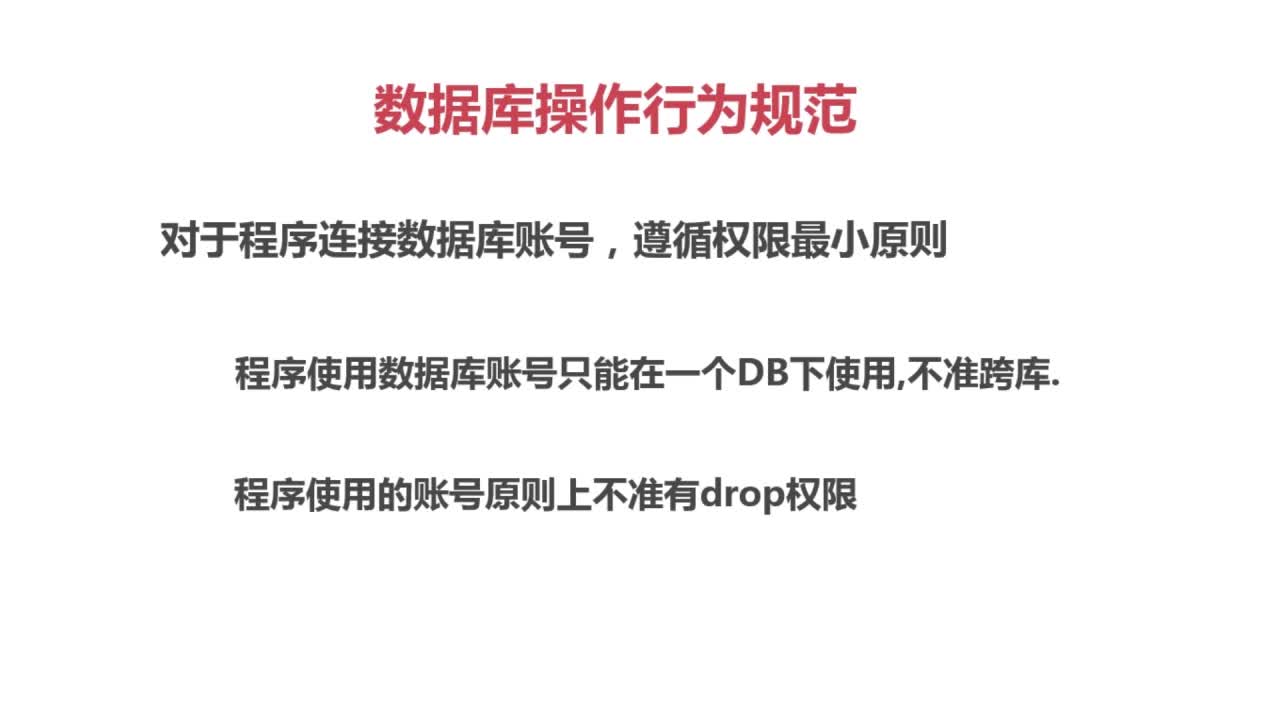 数据库操作行为规范
对于程序连接数据库账号，遵循权限最小原则
程序使用数据库账号只能在一个DB下使用,不准跨库.
程序使用的账号原则上不准有drop权限